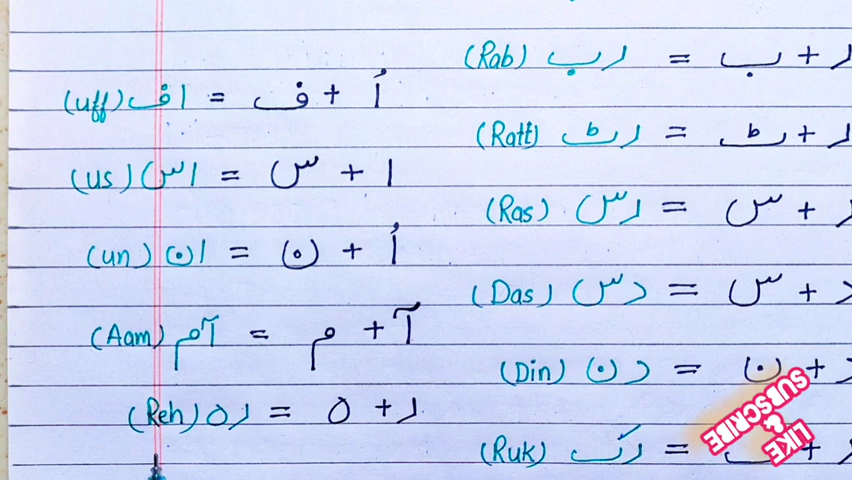 ر + ب = رب (Rab)
ر + ٹ = رٹ (Ratt)
ر + س = رس (Ras)
د + س = دس (Das)
د + ن = دن (Din)
ر + ک = رک (Ruk)
اُ + ف = اف (uff)
ا + س = اس (us)
اُ + ن = ان (un)
آ + م = آم (Aam)
ر + ہ = رہ (Reh)
SUBSCRIBE
&
LIKE